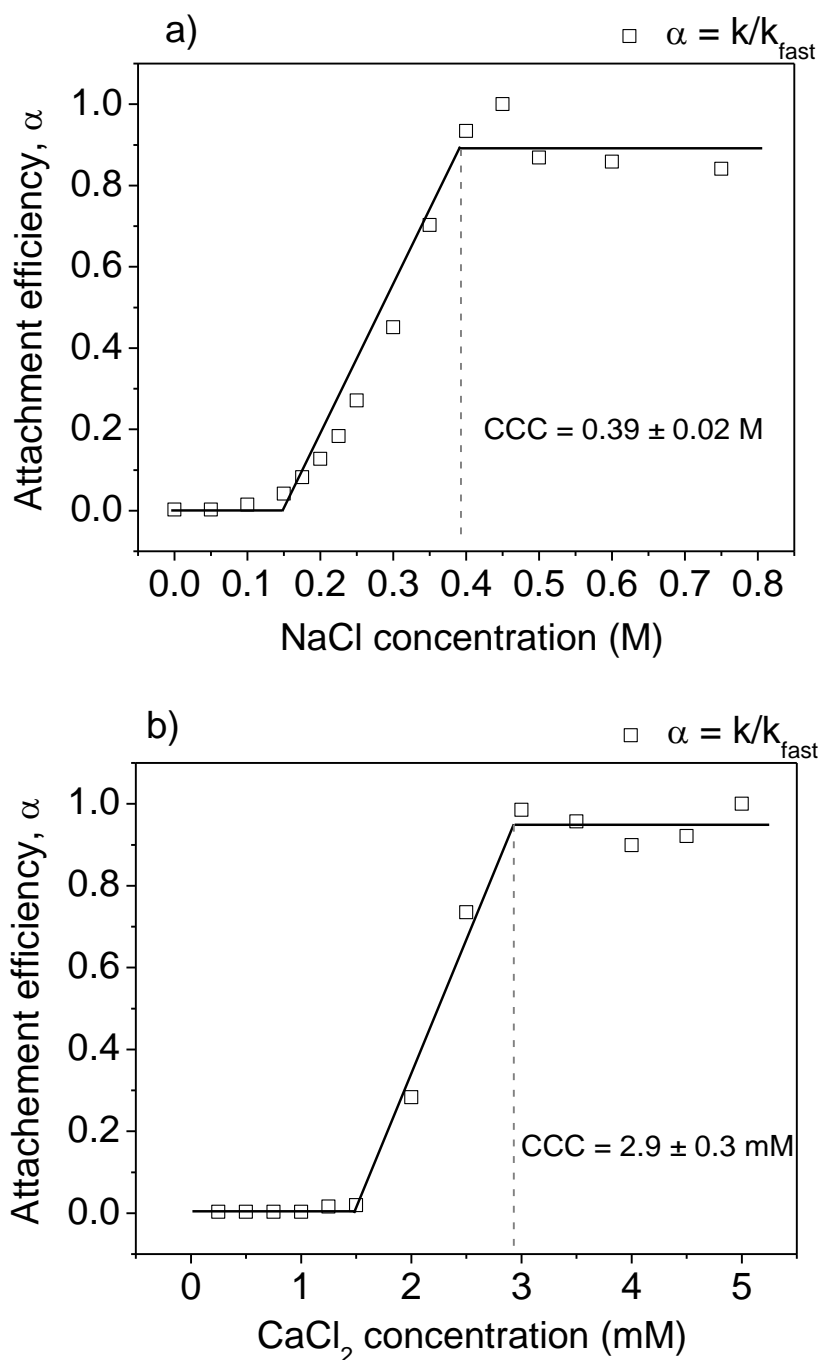 a)
α = k/kfast
1.0
0.8
0.6
0.4
0.2
0.0
Attachment efficiency, α
CCC = 0.39 ± 0.02 M
0.0 0.1 0.2 0.3 0.4 0.5 0.6 0.7 0.8
NaCl concentration (M)
b)
α = k/kfast
1.0
0.8
0.6
0.4
0.2
0.0
Attachement efficiency, α
CCC = 2.9 ± 0.3 mM
0 1 2 3 4 5
CaCl2 concentration (mM)